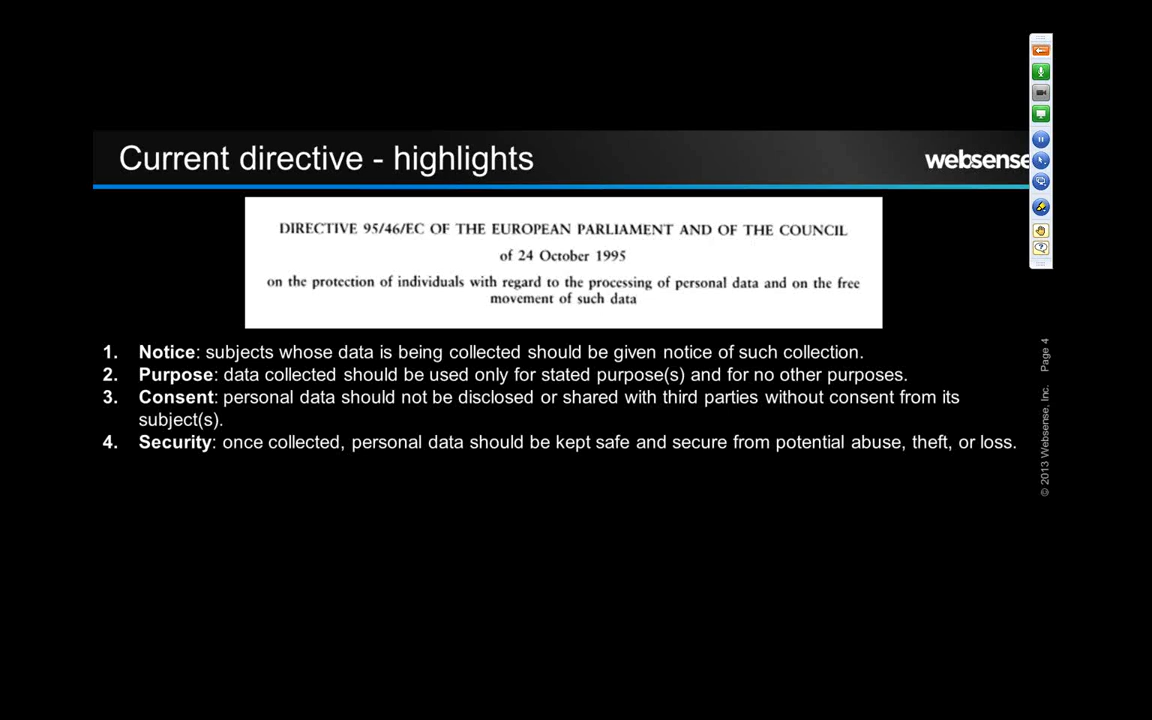 Current directive - highlights
websense
DIRECTIVE 95/46/EC OF THE EUROPEAN PARLIAMENT AND OF THE COUNCIL
of 24 October 1995
on the protection of individuals with regard to the processing of personal data and on the free
movement of such data
1. Notice: subjects whose data is being collected should be given notice of such collection.
2. Purpose: data collected should be used only for stated purpose(s) and for no other purposes.
3. Consent: personal data should not be disclosed or shared with third parties without consent from its
subject(s).
4. Security: once collected, personal data should be kept safe and secure from potential abuse, theft, or loss.
© 2013 Websense, Inc. Page 4